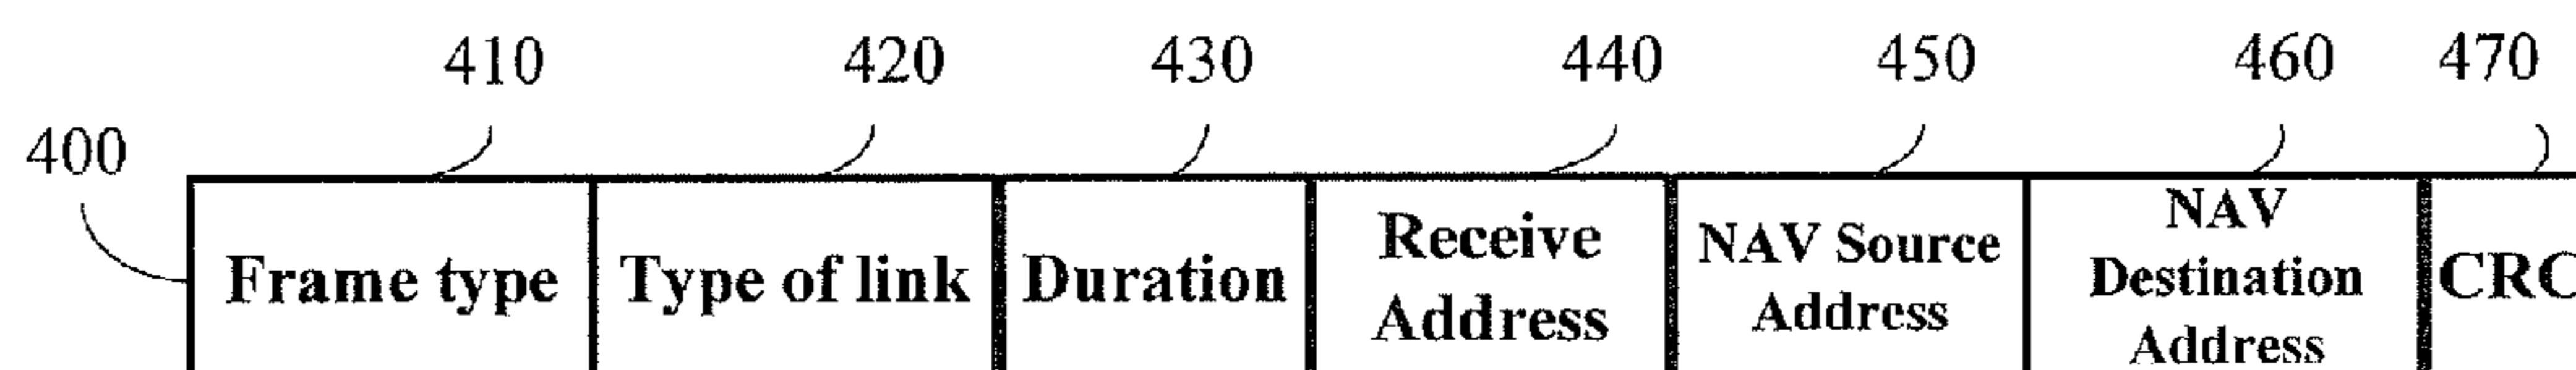 410 420 430 440 450 460 470
400
Frame type
Type of link
Duration
Receive
Address
NAV Source
Address
NAV
Destination
Address
CRC